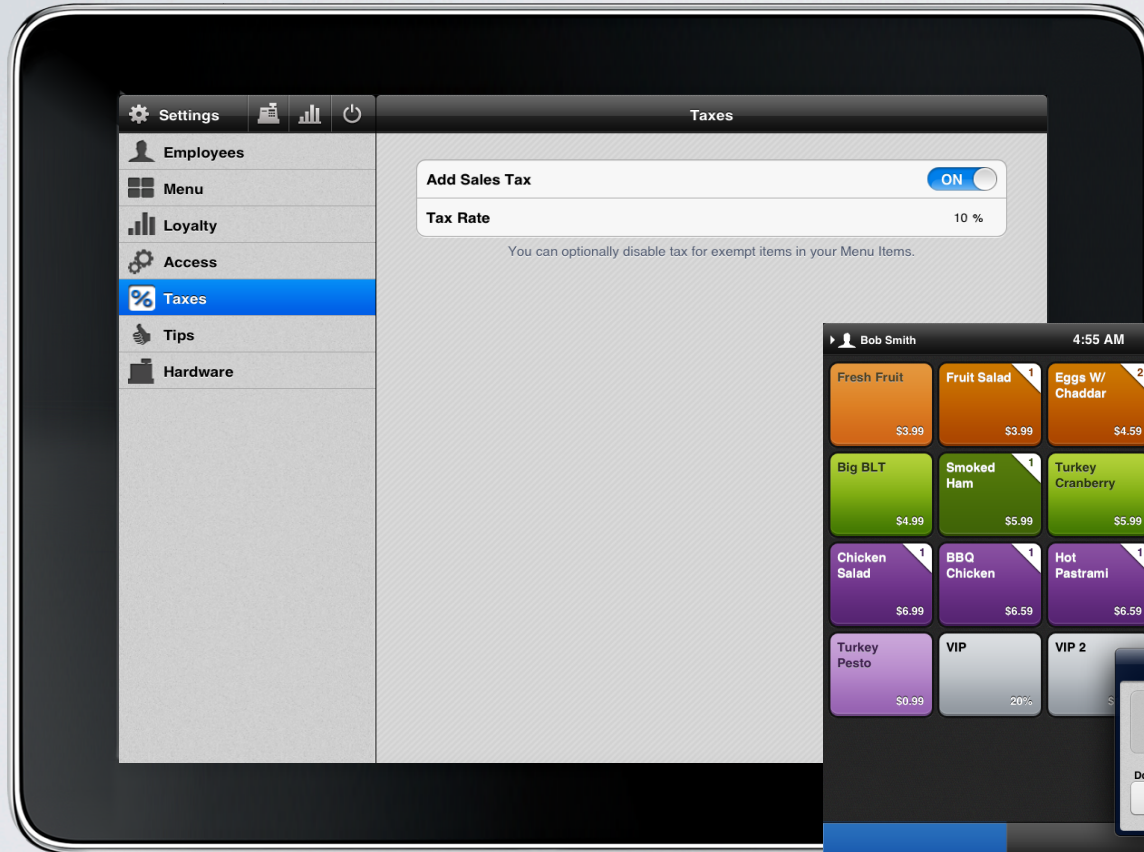 Settings
Taxes
Employees
Menu
Loyalty
Access
% Taxes
Tips
Hardware
Add Sales Tax ON
Tax Rate 10 %
You can optionally disable tax for exempt items in your Menu Items.
Bob Smith 4:55 AM
Fresh Fruit
$3.99
Fruit Salad 1
$3.99
Eggs W/ 2
Chaddar
$4.59
Big BLT
$4.99
Smoked 1
Ham
$5.99
Turkey
Cranberry
$5.99
Chicken 1
Salad
$6.99
BBQ 1
Chicken
$6.59
Hot 1
Pastrami
$6.59
Turkey
Pesto
$0.99
VIP
20%
VIP 2
$